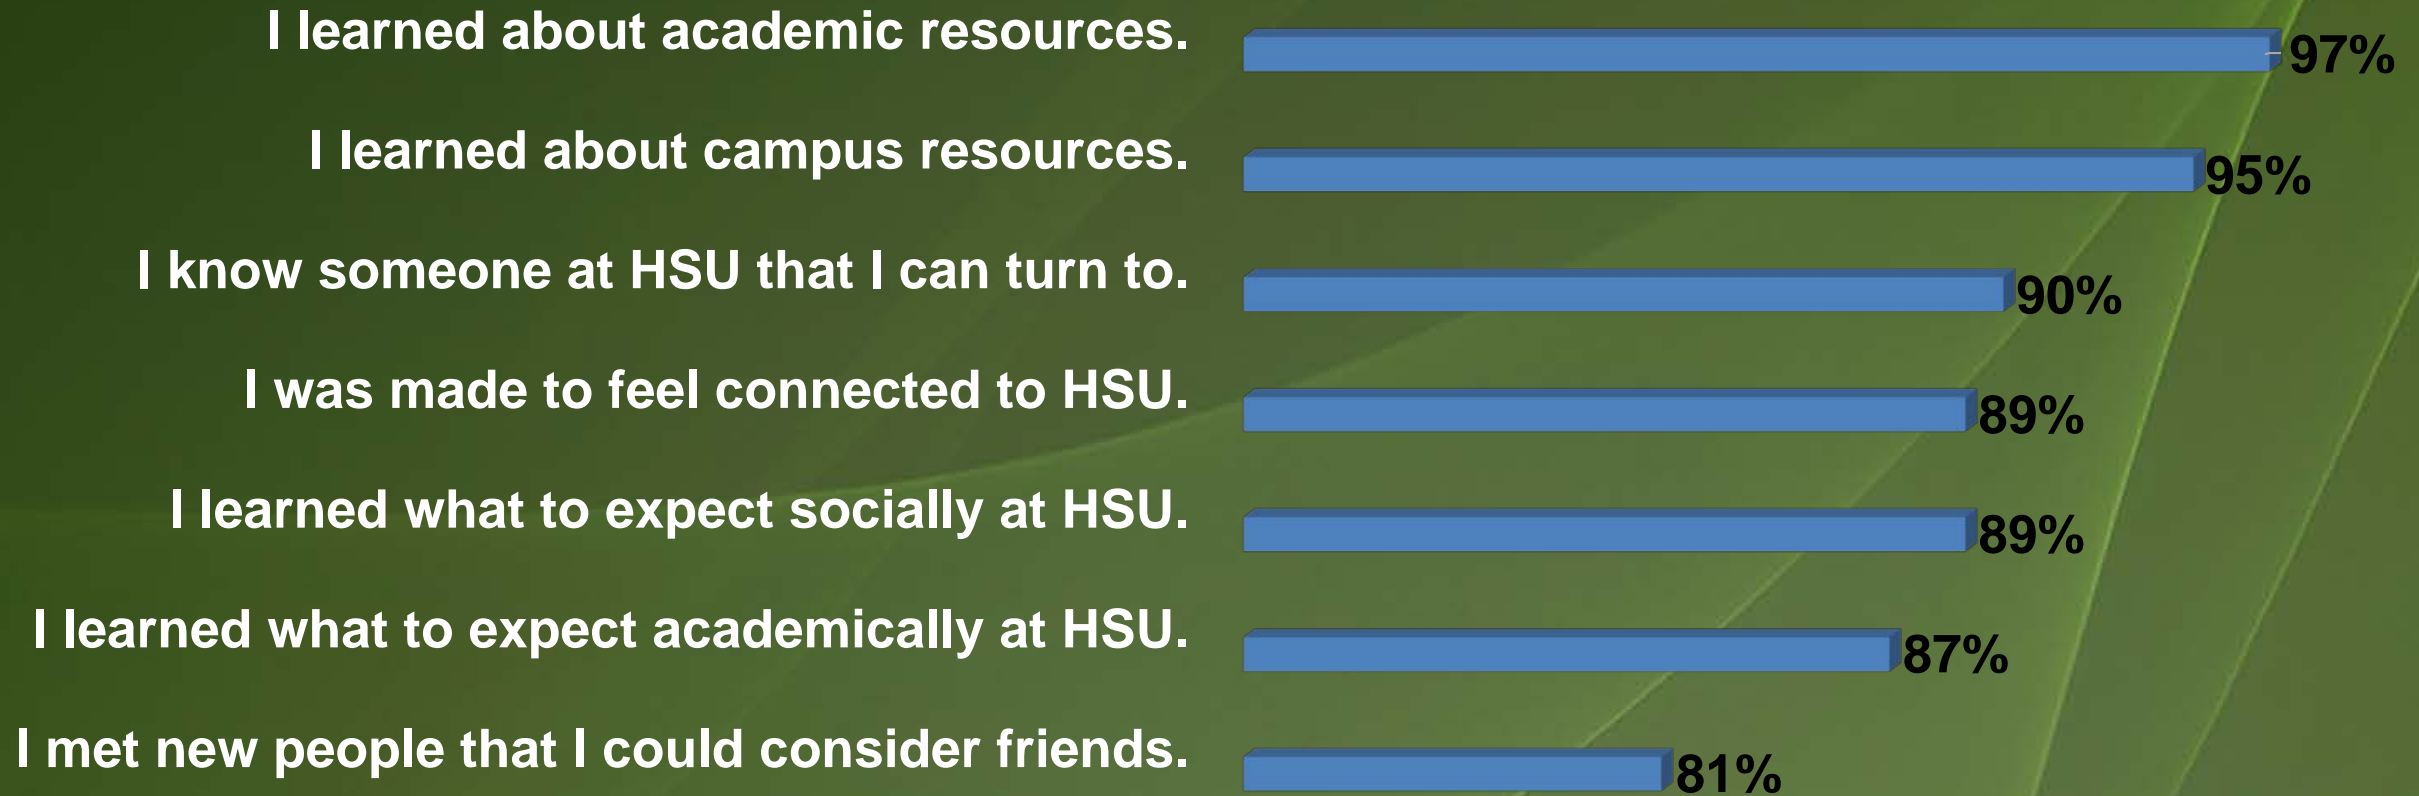 I learned about academic resources. 97%
I learned about campus resources. 95%
I know someone at HSU that I can turn to. 90%
I was made to feel connected to HSU. 89%
I learned what to expect socially at HSU. 89%
I learned what to expect academically at HSU. 87%
I met new people that I could consider friends. 81%